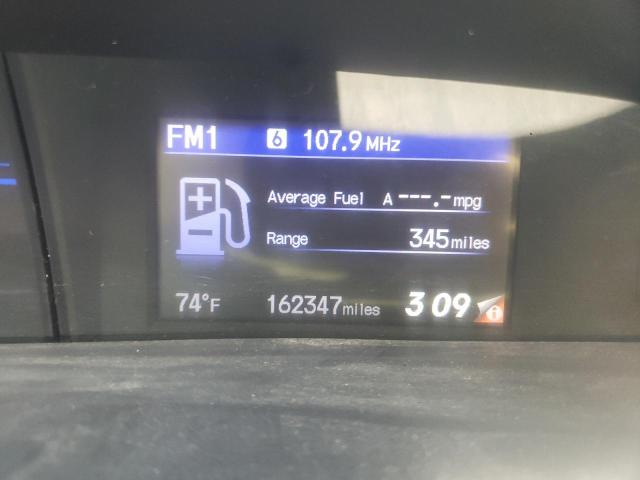 FM1 6 107.9 MHz
Average Fuel A ---.- mpg
Range 345 miles
74°F 162347 miles 3 09 i